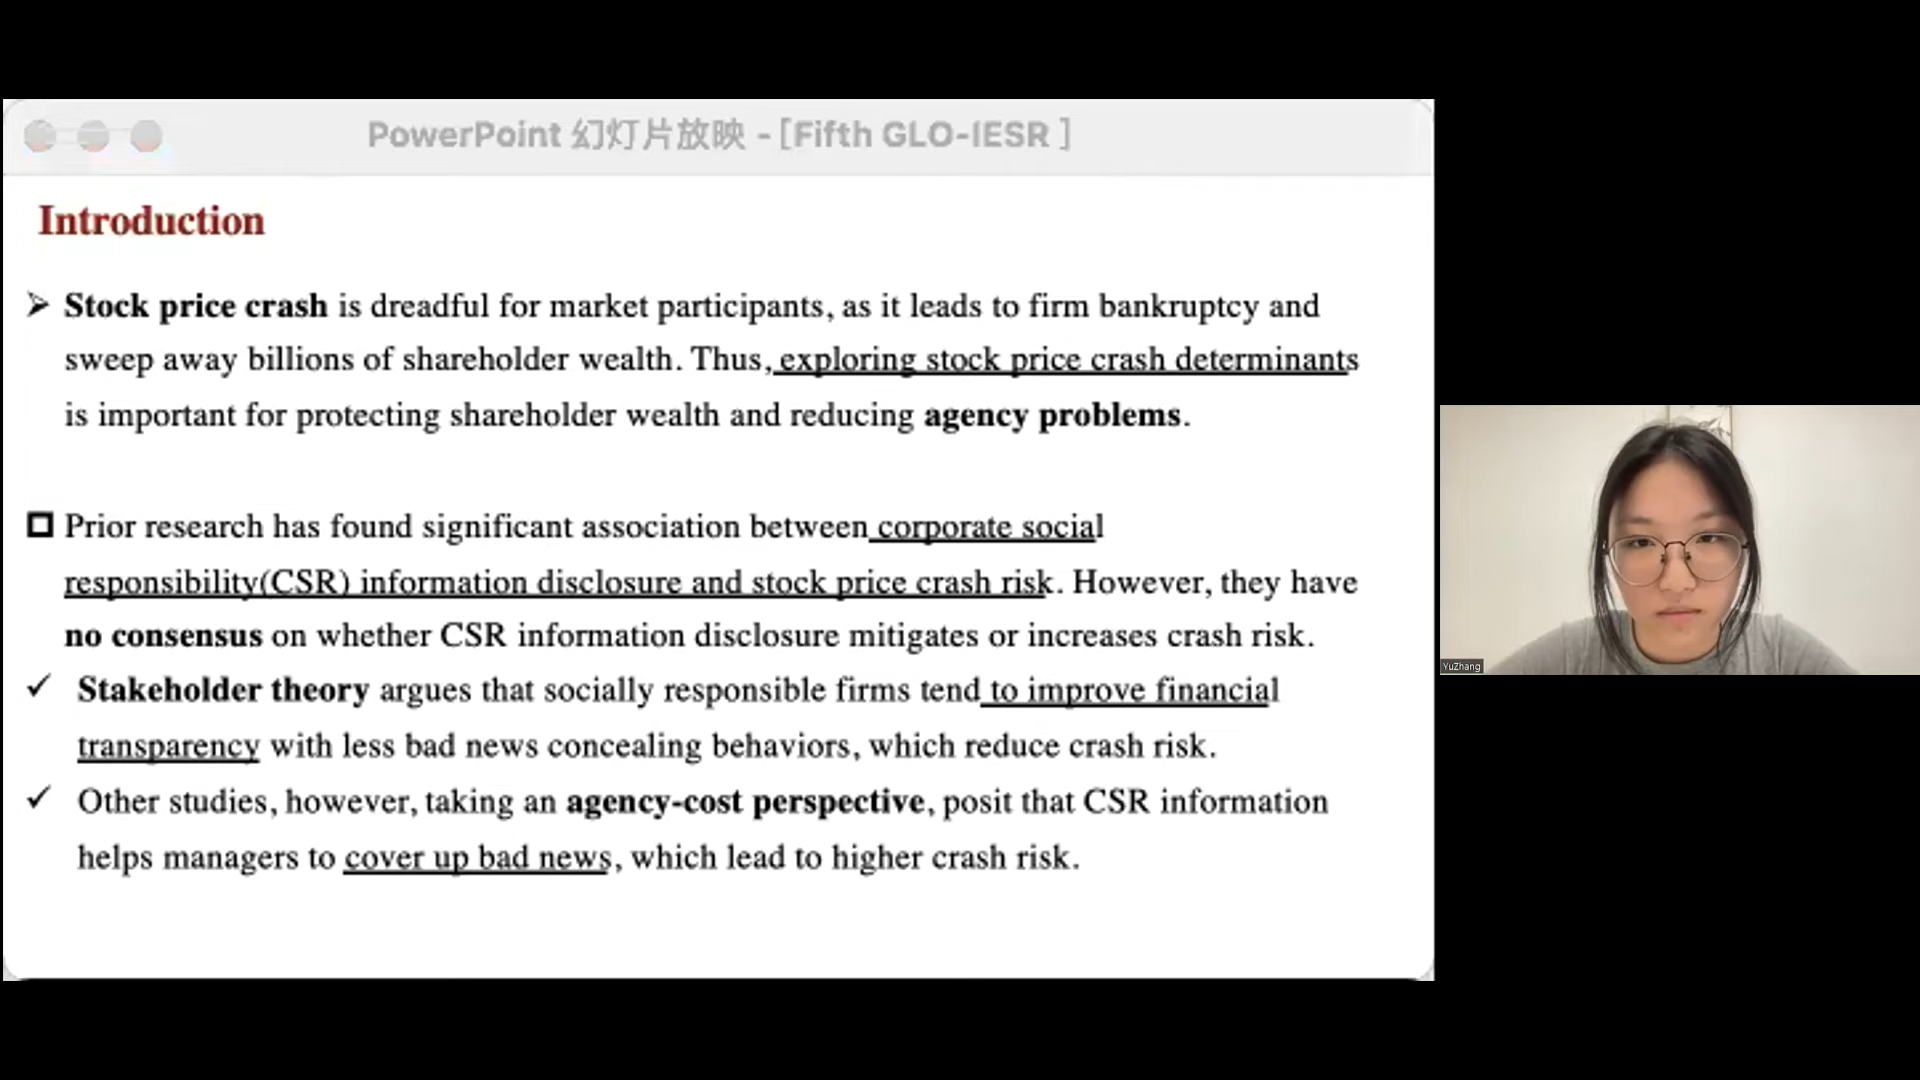 PowerPoint 幻灯片放映 - [Fifth GLO-IESR ]
Introduction
Stock price crash is dreadful for market participants, as it leads to firm bankruptcy and
sweep away billions of shareholder wealth. Thus, exploring stock price crash determinants
is important for protecting shareholder wealth and reducing agency problems.
Prior research has found significant association between corporate social
responsibility(CSR) information disclosure and stock price crash risk. However, they have
no consensus on whether CSR information disclosure mitigates or increases crash risk.
Stakeholder theory argues that socially responsible firms tend to improve financial
transparency with less bad news concealing behaviors, which reduce crash risk.
Other studies, however, taking an agency-cost perspective, posit that CSR information
helps managers to cover up bad news, which lead to higher crash risk.
YuZhang